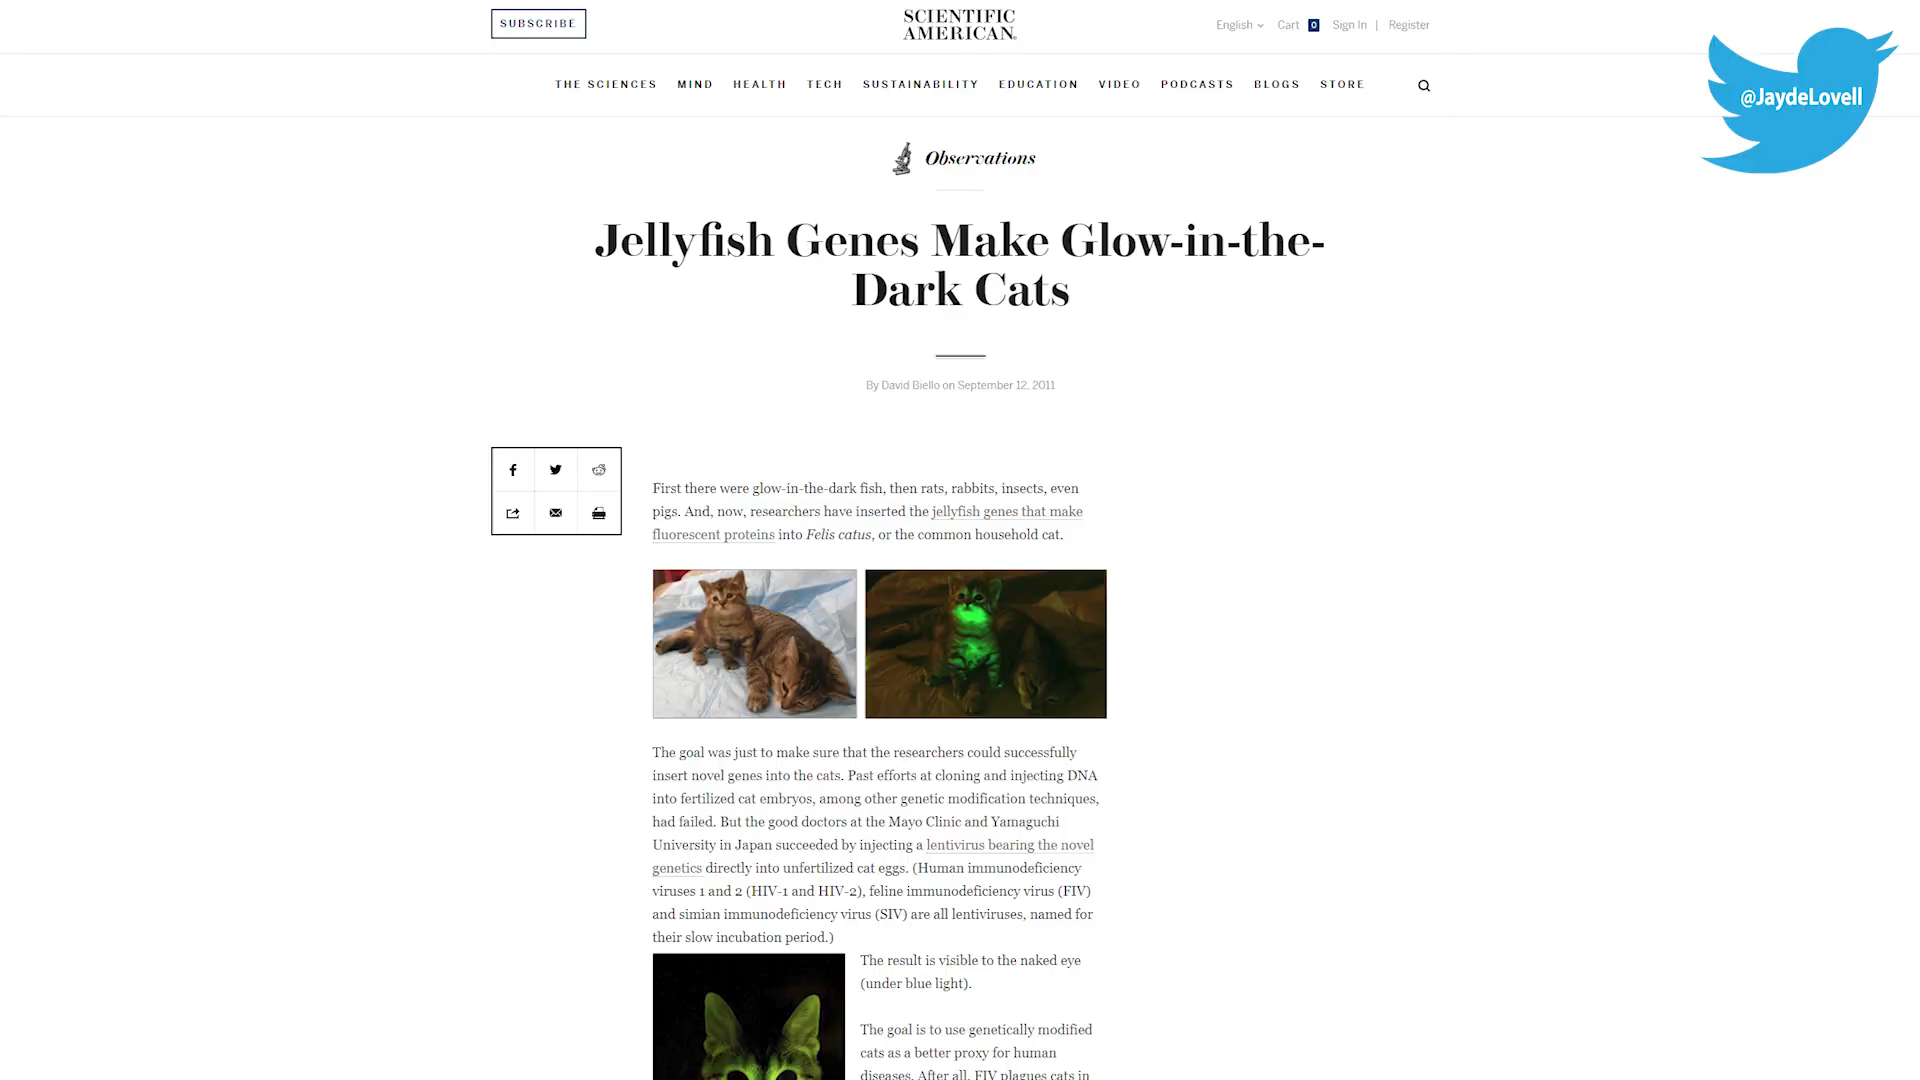 SUBSCRIBE
SCIENTIFIC
AMERICAN®
English Cart 0 Sign In | Register
@JaydeLovell
THE SCIENCES MIND HEALTH TECH SUSTAINABILITY EDUCATION VIDEO PODCASTS BLOGS STORE
Observations
Jellyfish Genes Make Glow-in-the-
Dark Cats
By David Biello on September 12, 2011
First there were glow-in-the-dark fish, then rats, rabbits, insects, even
pigs. And, now, researchers have inserted the jellyfish genes that make
fluorescent proteins into Felis catus, or the common household cat.
The goal was just to make sure that the researchers could successfully
insert novel genes into the cats. Past efforts at cloning and injecting DNA
into fertilized cat embryos, among other genetic modification techniques,
had failed. But the good doctors at the Mayo Clinic and Yamaguchi
University in Japan succeeded by injecting a lentivirus bearing the novel
genetics directly into unfertilized cat eggs. (Human immunodeficiency
viruses 1 and 2 (HIV-1 and HIV-2), feline immunodeficiency virus (FIV)
and simian immunodeficiency virus (SIV) are all lentiviruses, named for
their slow incubation period.)
The result is visible to the naked eye
(under blue light).
The goal is to use genetically modified
cats as a better proxy for human
diseases. After all, FIV plagues cats in